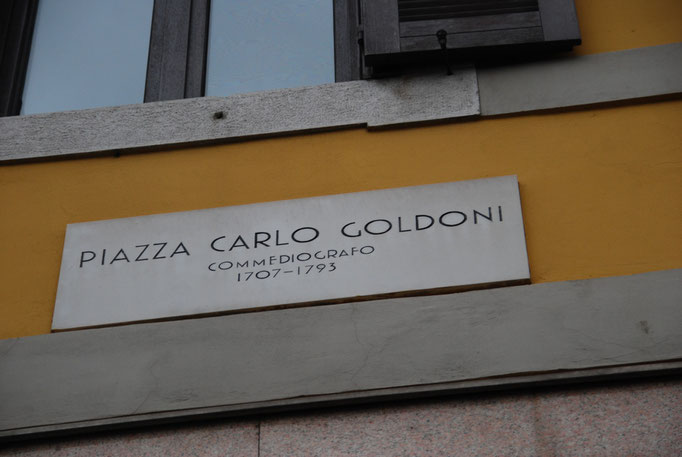 PIAZZA CARLO GOLDONI
COMMEDIOGRAFO
1707-1793